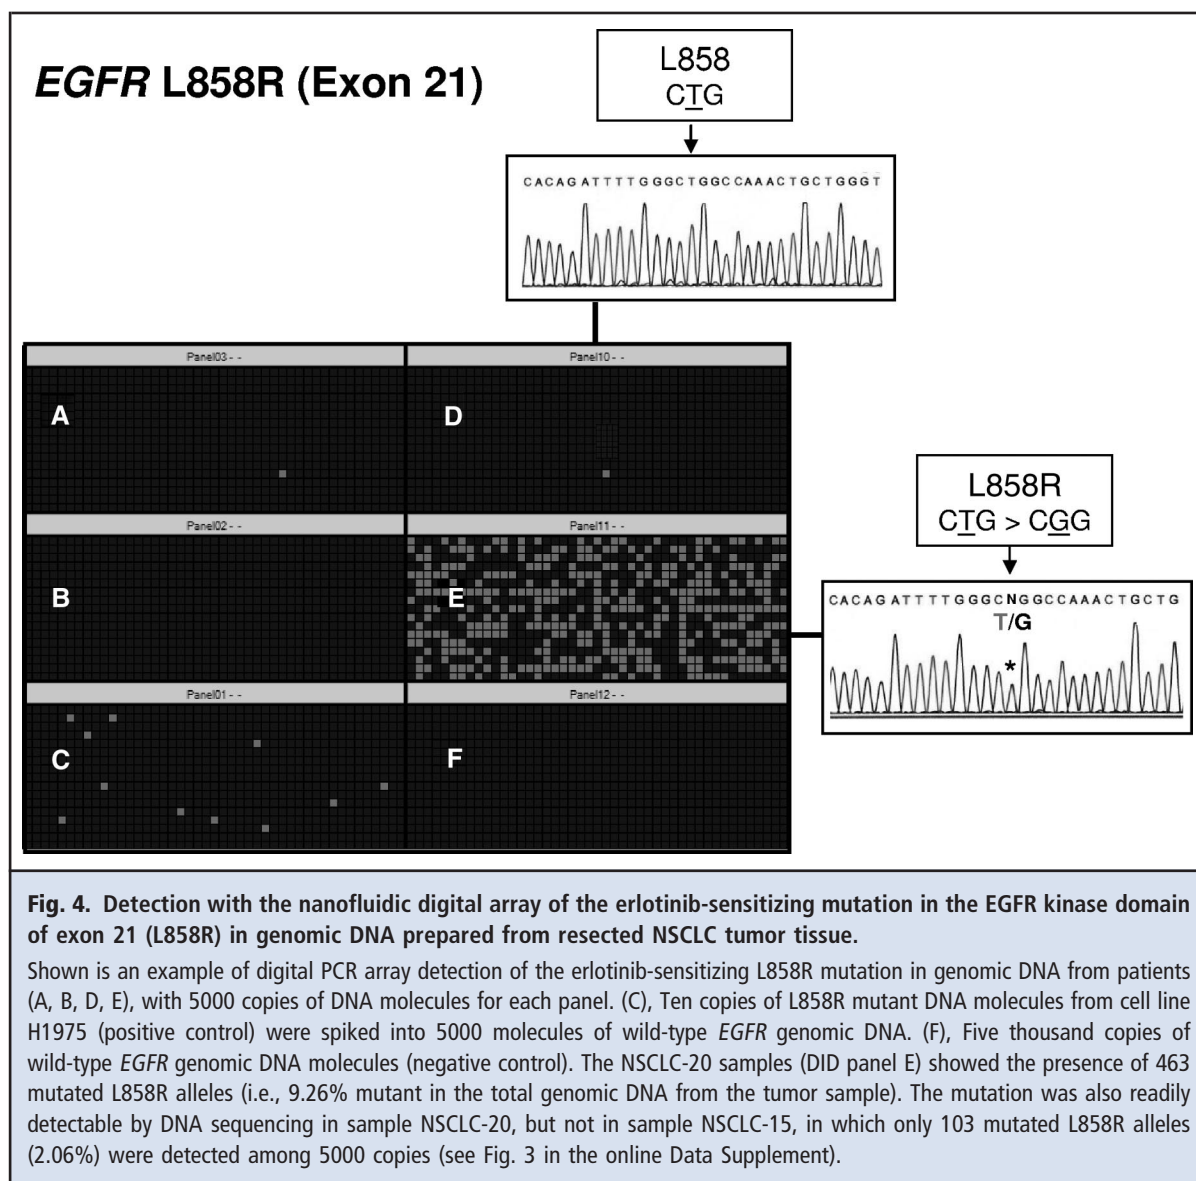 EGFR L858R (Exon 21)
L858
CTG
CACAGATTTTGGGCTGGCCAAACTGCTGGGT
Panel03 - -
Panel10 - -
A
D
L858R
CTG > CGG
Panel02 - -
Panel11 - -
B
E
CACAGATTTTGGGCNGGCCAAACTGCTG
T/G
*
Panel01 - -
Panel12 - -
C
F
Fig. 4. Detection with the nanofluidic digital array of the erlotinib-sensitizing mutation in the EGFR kinase domain
of exon 21 (L858R) in genomic DNA prepared from resected NSCLC tumor tissue.
Shown is an example of digital PCR array detection of the erlotinib-sensitizing L858R mutation in genomic DNA from patients
(A, B, D, E), with 5000 copies of DNA molecules for each panel. (C), Ten copies of L858R mutant DNA molecules from cell line
H1975 (positive control) were spiked into 5000 molecules of wild-type EGFR genomic DNA. (F), Five thousand copies of
wild-type EGFR genomic DNA molecules (negative control). The NSCLC-20 samples (DID panel E) showed the presence of 463
mutated L858R alleles (i.e., 9.26% mutant in the total genomic DNA from the tumor sample). The mutation was also readily
detectable by DNA sequencing in sample NSCLC-20, but not in sample NSCLC-15, in which only 103 mutated L858R alleles
(2.06%) were detected among 5000 copies (see Fig. 3 in the online Data Supplement).